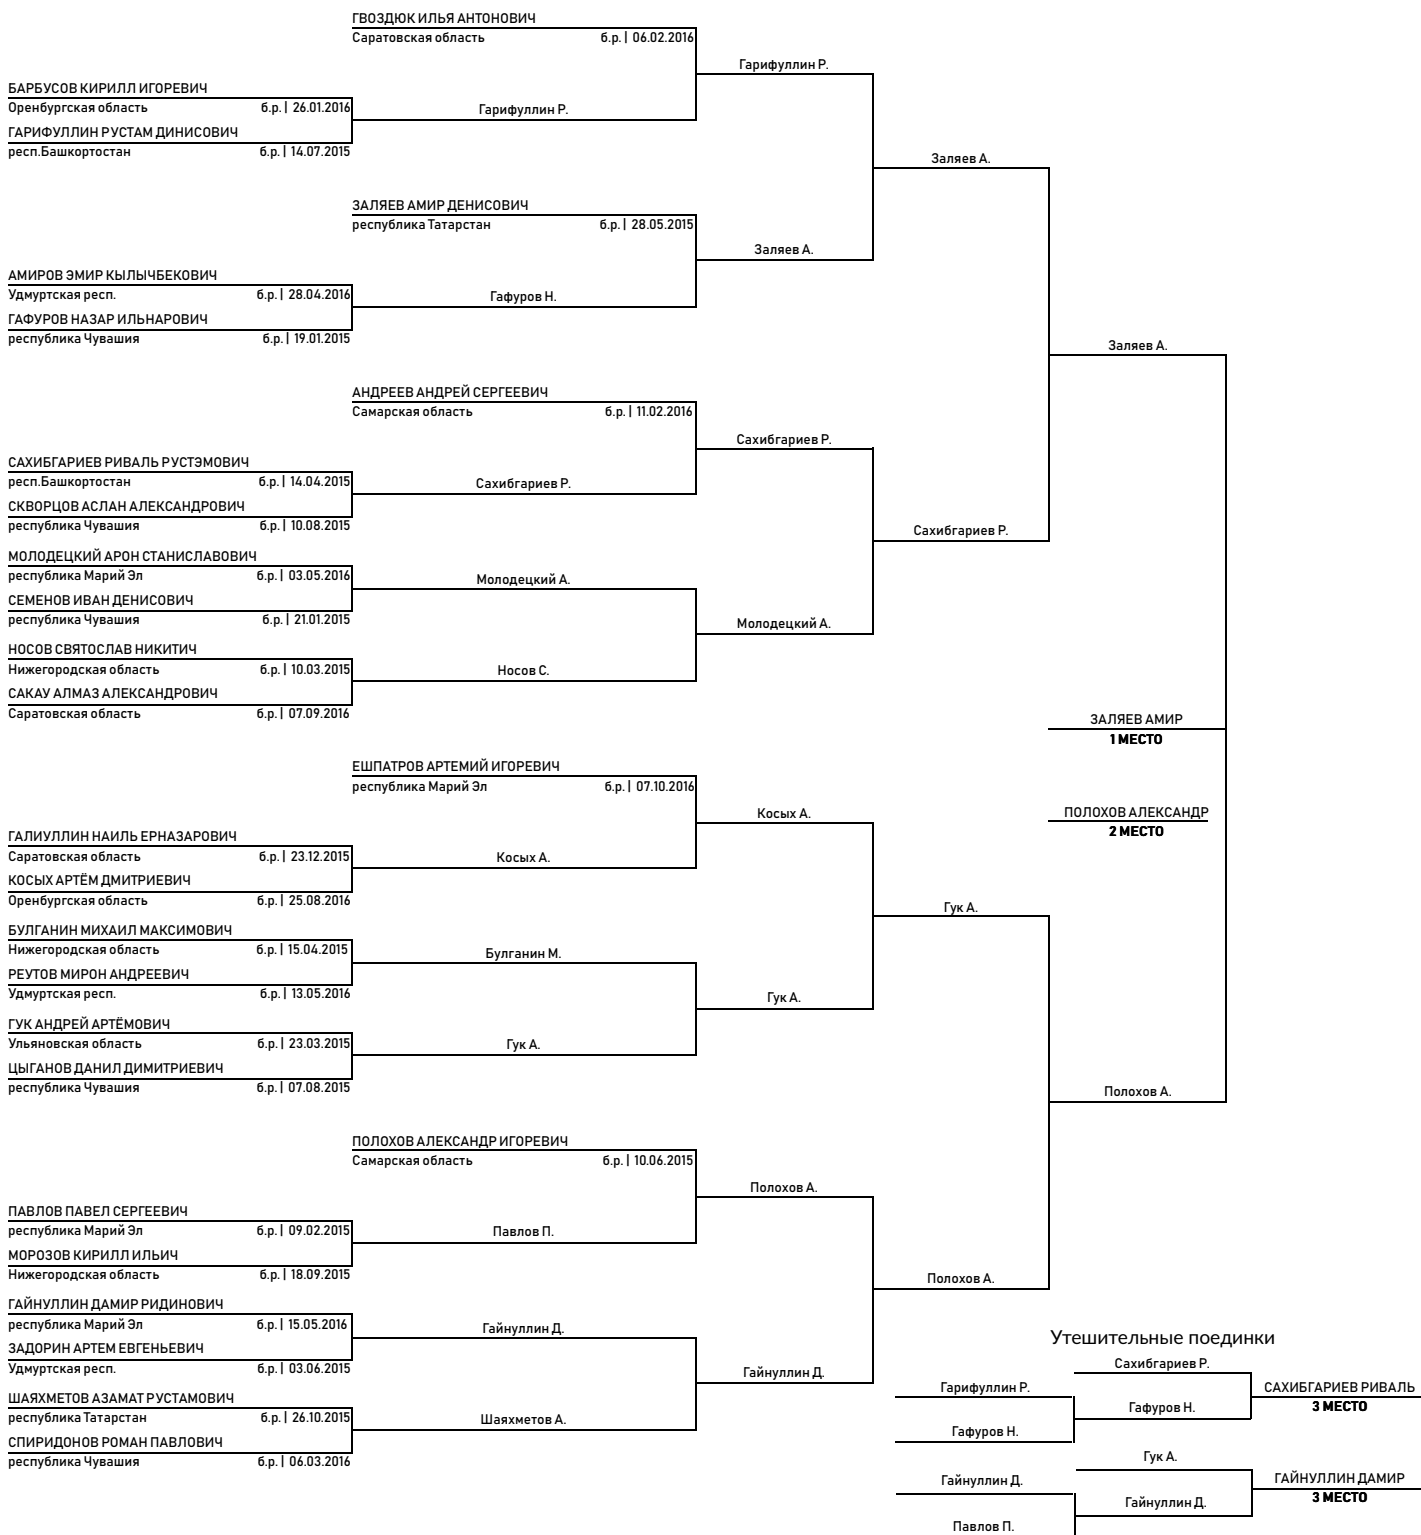 ГВОЗДЮК ИЛЬЯ АНТОНОВИЧ
Саратовская область б.р. | 06.02.2016
Гарифуллин Р.
БАРБУСОВ КИРИЛЛ ИГОРЕВИЧ
Оренбургская область б.р. | 26.01.2016
Гарифуллин Р.
ГАРИФУЛЛИН РУСТАМ ДИНИСОВИЧ
респ.Башкортостан б.р. | 14.07.2015
Заляев А.
ЗАЛЯЕВ АМИР ДЕНИСОВИЧ
республика Татарстан б.р. | 28.05.2015
Заляев А.
АМИРОВ ЭМИР КЫЛЫЧБЕКОВИЧ
Удмуртская респ. б.р. | 28.04.2016
Гафуров Н.
ГАФУРОВ НАЗАР ИЛЬНАРОВИЧ
республика Чувашия б.р. | 19.01.2015
Заляев А.
АНДРЕЕВ АНДРЕЙ СЕРГЕЕВИЧ
Самарская область б.р. | 11.02.2016
Сахибгариев Р.
САХИБГАРИЕВ РИВАЛЬ РУСТЭМОВИЧ
респ.Башкортостан б.р. | 14.04.2015
Сахибгариев Р.
СКВОРЦОВ АСЛАН АЛЕКСАНДРОВИЧ
республика Чувашия б.р. | 10.08.2015
Сахибгариев Р.
МОЛОДЕЦКИЙ АРОН СТАНИСЛАВОВИЧ
республика Марий Эл б.р. | 03.05.2016
Молодецкий А.
СЕМЕНОВ ИВАН ДЕНИСОВИЧ
республика Чувашия б.р. | 21.01.2015
Молодецкий А.
НОСОВ СВЯТОСЛАВ НИКИТИЧ
Нижегородская область б.р. | 10.03.2015
Носов С.
САКАУ АЛМАЗ АЛЕКСАНДРОВИЧ
Саратовская область б.р. | 07.09.2016
ЗАЛЯЕВ АМИР
1 МЕСТО
ЕШПАТРОВ АРТЕМИЙ ИГОРЕВИЧ
республика Марий Эл б.р. | 07.10.2016
Косых А.
ПОЛОХОВ АЛЕКСАНДР
2 МЕСТО
ГАЛИУЛЛИН НАИЛЬ ЕРНАЗАРОВИЧ
Саратовская область б.р. | 23.12.2015
Косых А.
КОСЫХ АРТЁМ ДМИТРИЕВИЧ
Оренбургская область б.р. | 25.08.2016
Гук А.
БУЛГАНИН МИХАИЛ МАКСИМОВИЧ
Нижегородская область б.р. | 15.04.2015
Булганин М.
РЕУТОВ МИРОН АНДРЕЕВИЧ
Удмуртская респ. б.р. | 13.05.2016
Гук А.
ГУК АНДРЕЙ АРТЁМОВИЧ
Ульяновская область б.р. | 23.03.2015
Гук А.
ЦЫГАНОВ ДАНИЛ ДИМИТРИЕВИЧ
республика Чувашия б.р. | 07.08.2015
Полохов А.
ПОЛОХОВ АЛЕКСАНДР ИГОРЕВИЧ
Самарская область б.р. | 10.06.2015
Полохов А.
ПАВЛОВ ПАВЕЛ СЕРГЕЕВИЧ
республика Марий Эл б.р. | 09.02.2015
Павлов П.
МОРОЗОВ КИРИЛЛ ИЛЬИЧ
Нижегородская область б.р. | 18.09.2015
Полохов А.
ГАЙНУЛЛИН ДАМИР РИДИНОВИЧ
республика Марий Эл б.р. | 15.05.2016
Гайнуллин Д.
ЗАДОРИН АРТЕМ ЕВГЕНЬЕВИЧ
Удмуртская респ. б.р. | 03.06.2015
Гайнуллин Д.
ШАЯХМЕТОВ АЗАМАТ РУСТАМОВИЧ
республика Татарстан б.р. | 26.10.2015
Шаяхметов А.
СПИРИДОНОВ РОМАН ПАВЛОВИЧ
республика Чувашия б.р. | 06.03.2016
Утешительные поединки
Сахибгариев Р.
Гарифуллин Р.
САХИБГАРИЕВ РИВАЛЬ
3 МЕСТО
Гафуров Н.
Гафуров Н.
Гук А.
Гайнуллин Д.
ГАЙНУЛЛИН ДАМИР
3 МЕСТО
Гайнуллин Д.
Павлов П.